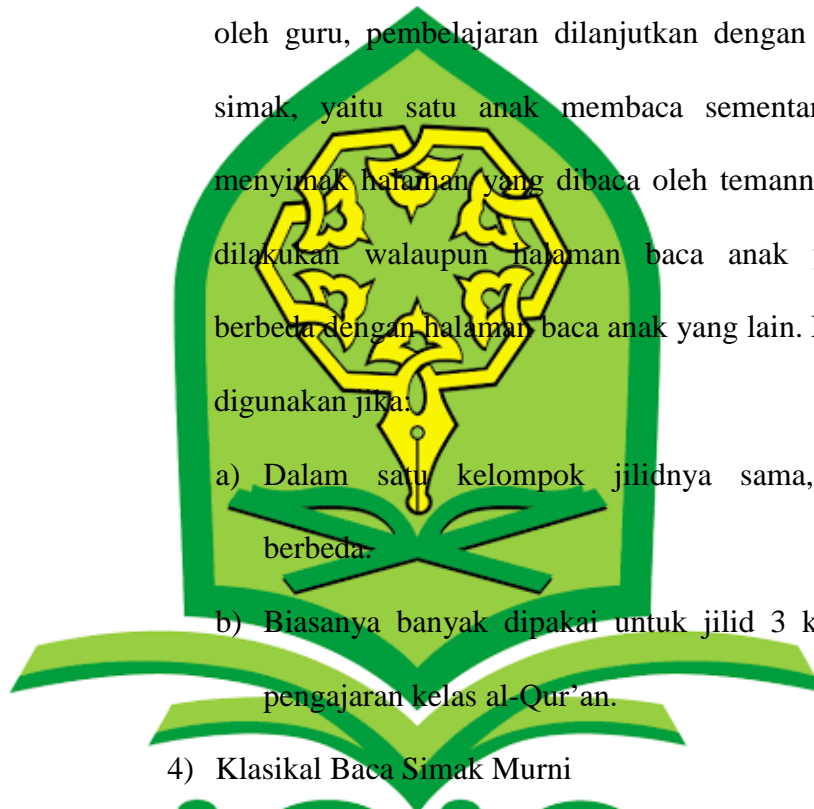 oleh guru, pembelajaran dilanjutkan dengan
simak, yaitu satu anak membaca
menyimak halaman yang dibaca oleh
dilakukan walaupun halaman baca anak
berbeda dengan halaman baca anak yang lain.
digunakan jika:
a) Dalam satu kelompok jilidnya sama,
berbeda.
b) Biasanya banyak dipakai untuk jilid 3
pengajaran kelas al-Qur’an.
4) Klasikal Baca Simak Murni